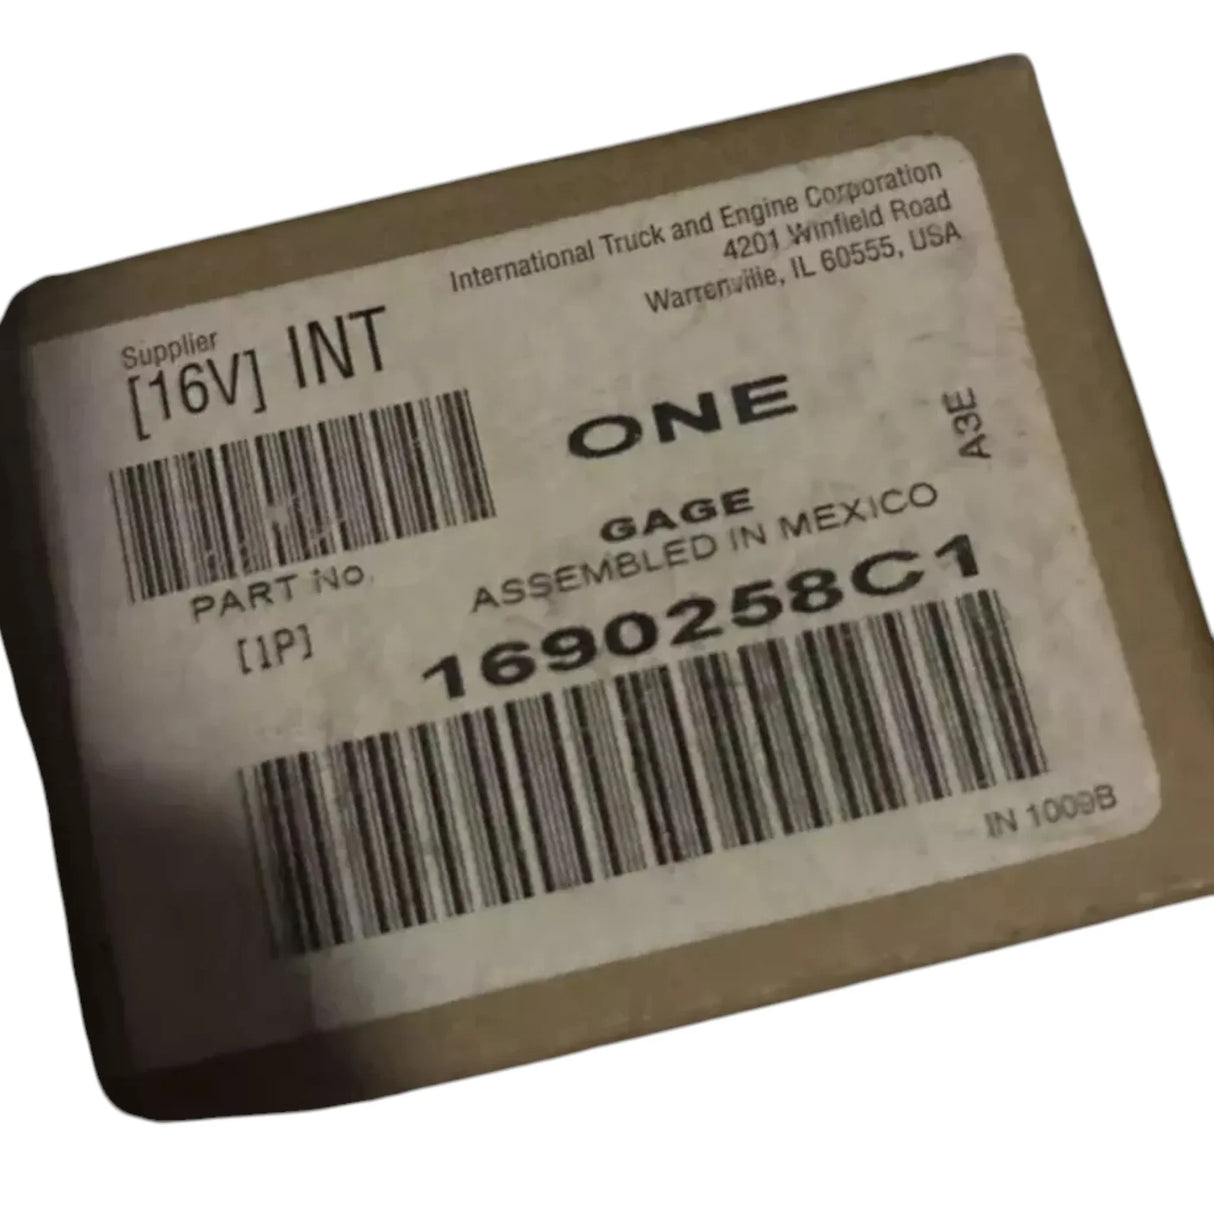 International Truck and Engine Corporation
4201 Winfield Road
Warrenville, IL 60555, USA
Supplier
[16V] INT
ONE
A3E
GAGE
ASSEMBLED IN MEXICO
PART No.
[1P]
1690258C1
IN 1009B